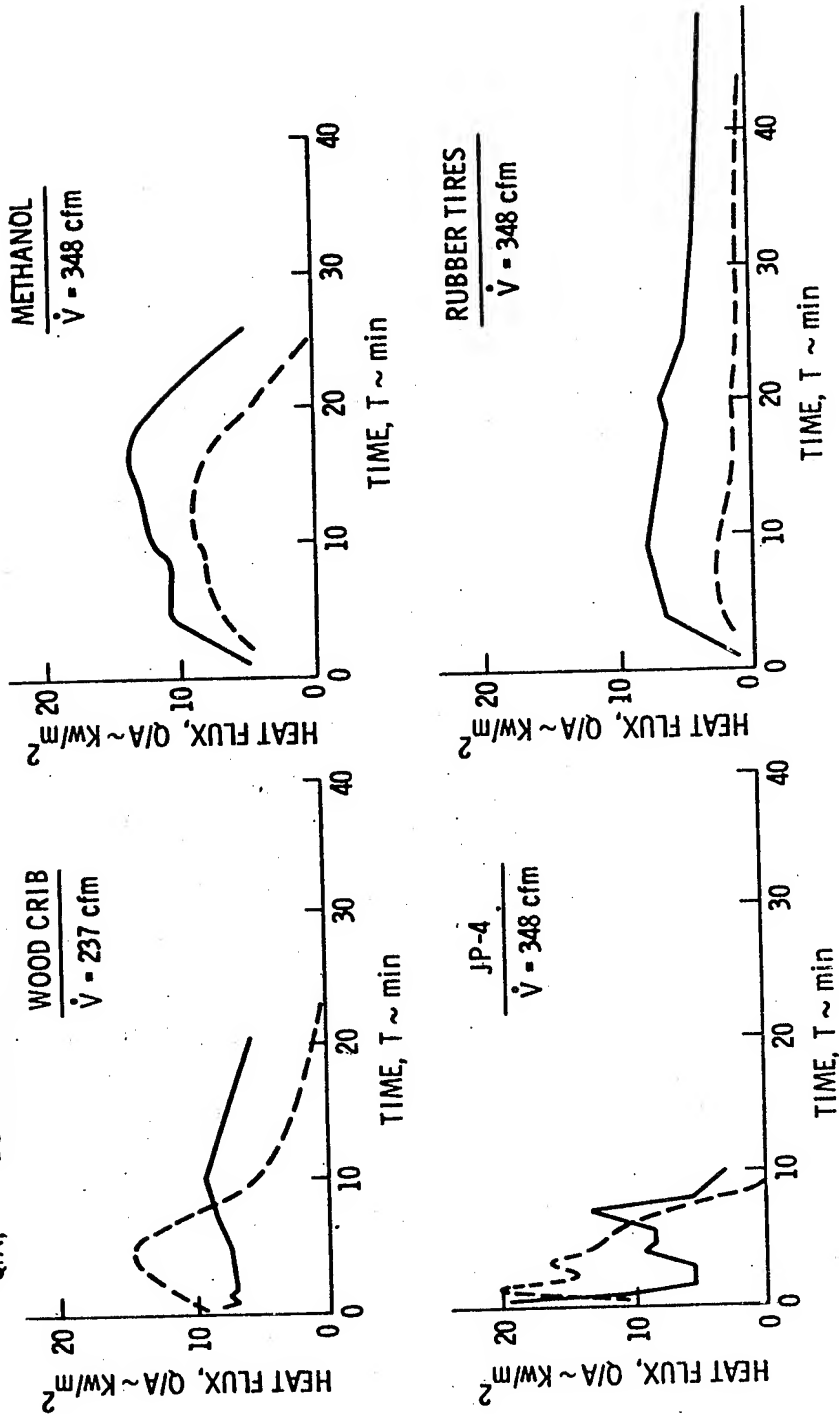 WOOD CRIB
V̇ = 237 cfm
HEAT FLUX, Q/A ~ Kw/m²
20
10
0
0
10
20
30
40
TIME, T ~ min
METHANOL
V̇ = 348 cfm
HEAT FLUX, Q/A ~ Kw/m²
20
10
0
0
10
20
30
40
TIME, T ~ min
JP-4
V̇ = 348 cfm
HEAT FLUX, Q/A ~ Kw/m²
20
10
0
0
10
20
30
40
TIME, T ~ min
RUBBER TIRES
V̇ = 348 cfm
HEAT FLUX, Q/A ~ Kw/m²
20
10
0
0
10
20
30
40
TIME, T ~ min